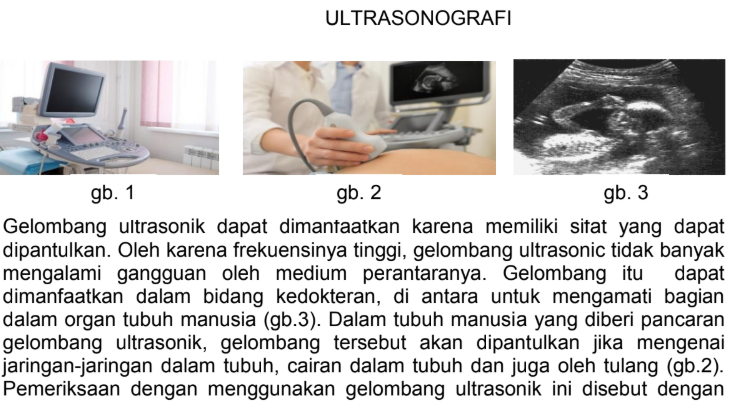 ULTRASONOGRAFI
gb. 1 gb. 2 gb. 3
Gelombang ultrasonik dapat dimanfaatkan karena memiliki sifat yang dapat
dipantulkan. Oleh karena frekuensinya tinggi, gelombang ultrasonic tidak banyak
mengalami gangguan oleh medium perantaranya. Gelombang itu dapat
dimanfaatkan dalam bidang kedokteran, di antara untuk mengamati bagian
dalam organ tubuh manusia (gb.3). Dalam tubuh manusia yang diberi pancaran
gelombang ultrasonik, gelombang tersebut akan dipantulkan jika mengenai
jaringan-jaringan dalam tubuh, cairan dalam tubuh dan juga oleh tulang (gb.2).
Pemeriksaan dengan menggunakan gelombang ultrasonik ini disebut dengan